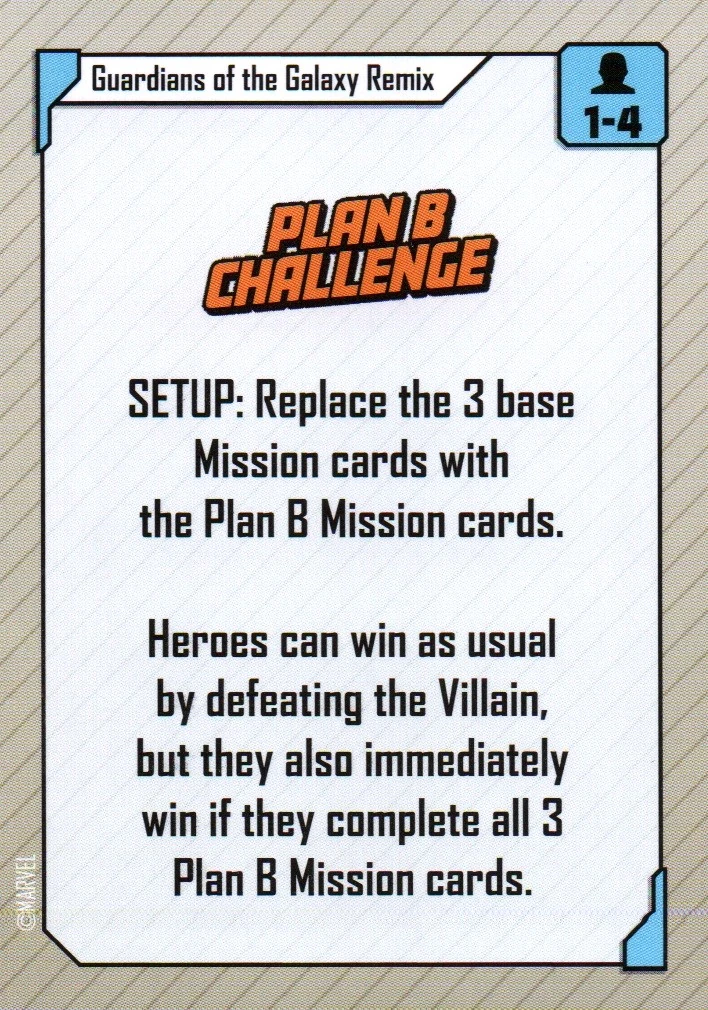 Guardians of the Galaxy Remix
1-4
PLAN B
CHALLENGE
SETUP: Replace the 3 base
Mission cards with
the Plan B Mission cards.
Heroes can win as usual
by defeating the Villain,
but they also immediately
win if they complete all 3
Plan B Mission cards.
©MARVEL